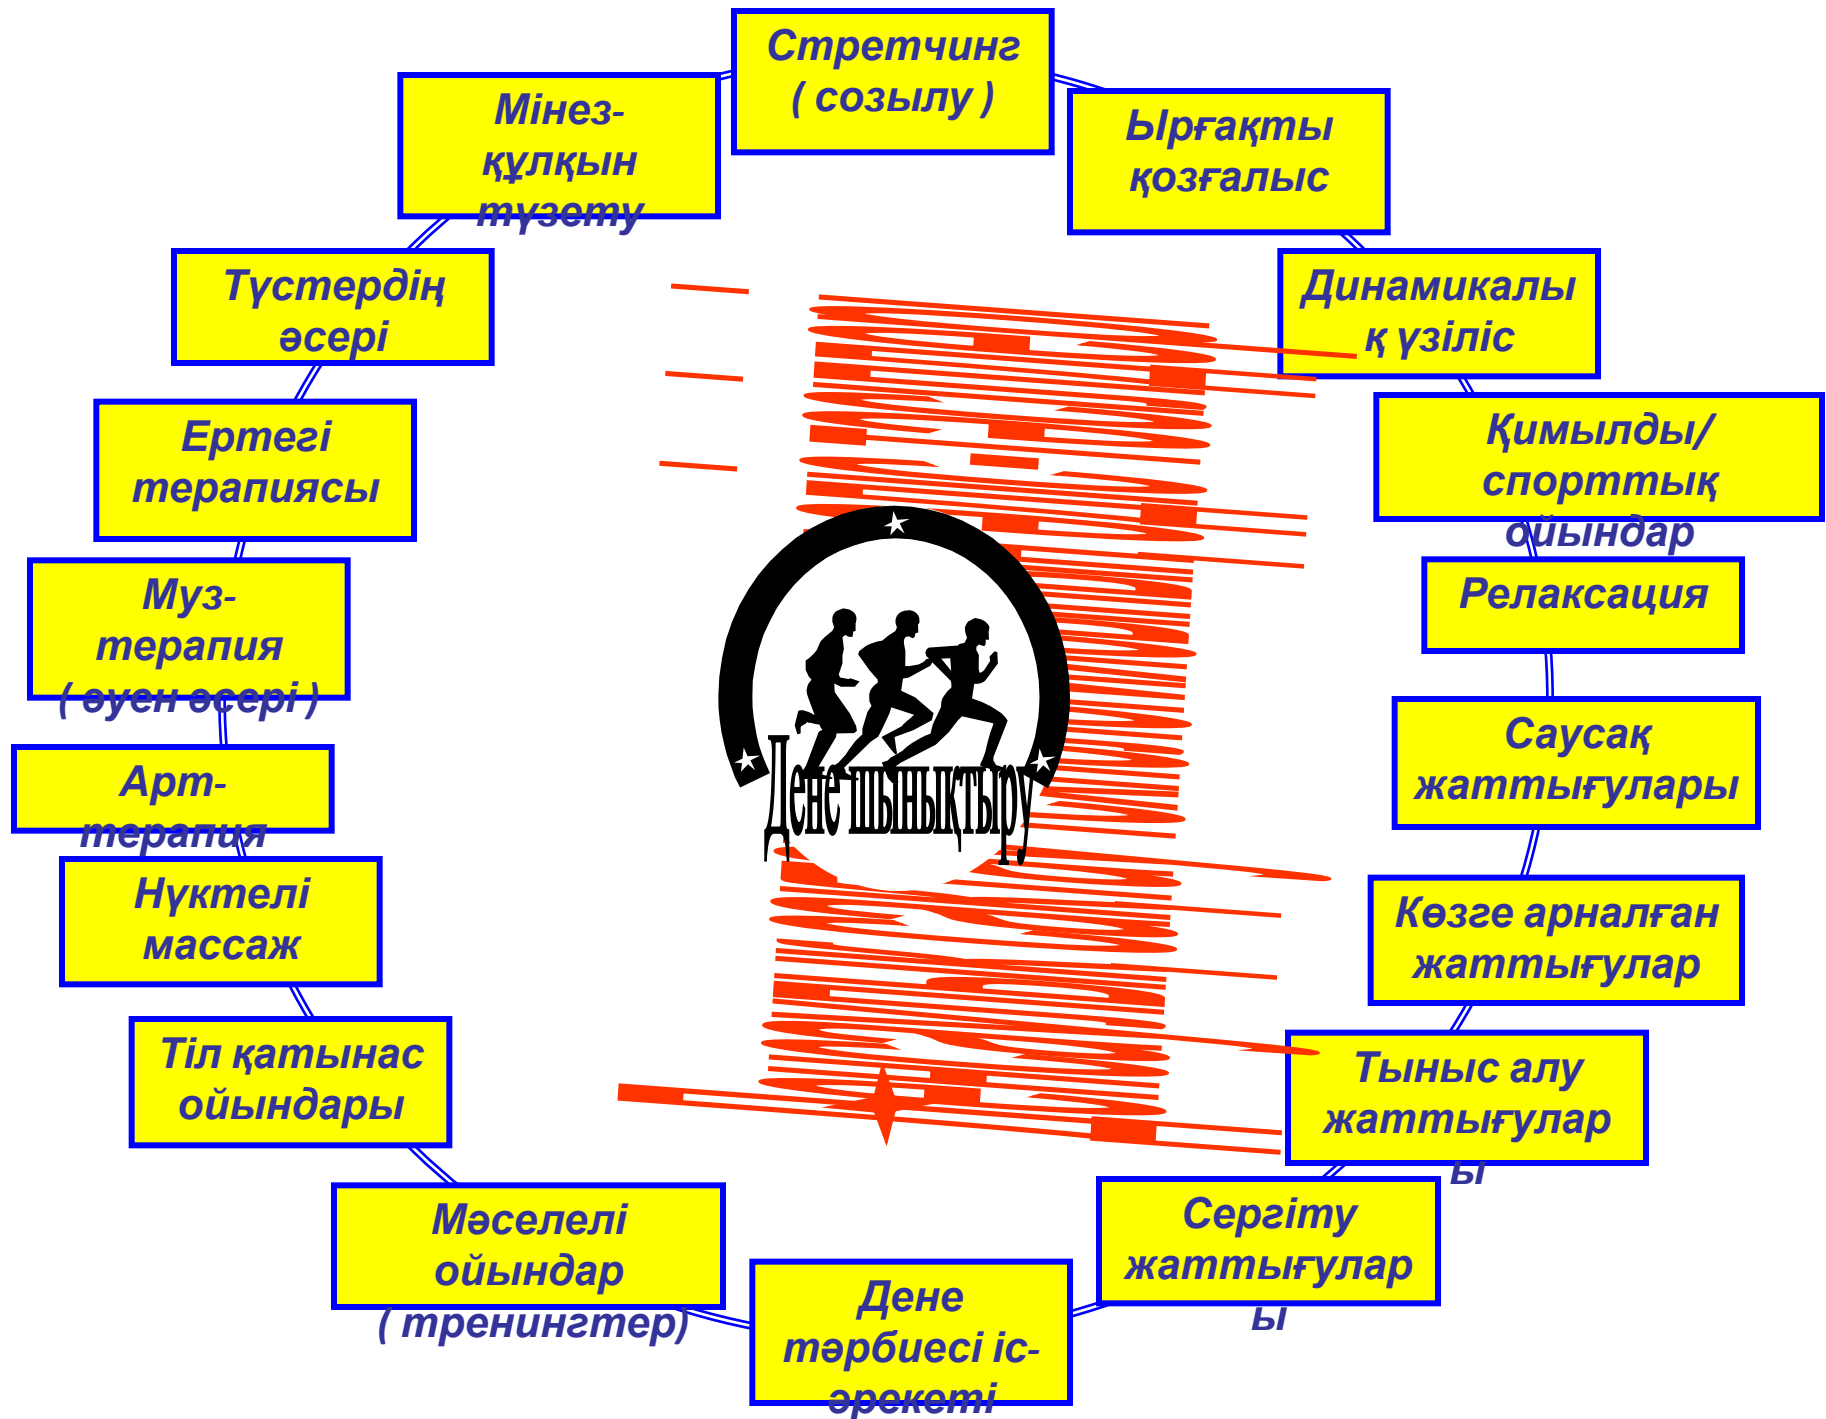 Стретчинг
( созылу )
Ырғақты
қозғалыс
Динамикалы
қ үзіліс
Қимылды/
спорттық
ойындар
Релаксация
Саусақ
жаттығулары
Көзге арналған
жаттығулар
Тыныс алу
жаттығулар
ы
Сергіту
жаттығулар
ы
Дене
тәрбиесі іс-
әрекеті
Мәселелі
ойындар
( тренингтер)
Тіл қатынас
ойындары
Нүктелі
массаж
Арт-
терапия
Муз-
терапия
( әуен әсері )
Ертегі
терапиясы
Түстердің
әсері
Мінез-
құлқын
түзету
Дене шынықтыру